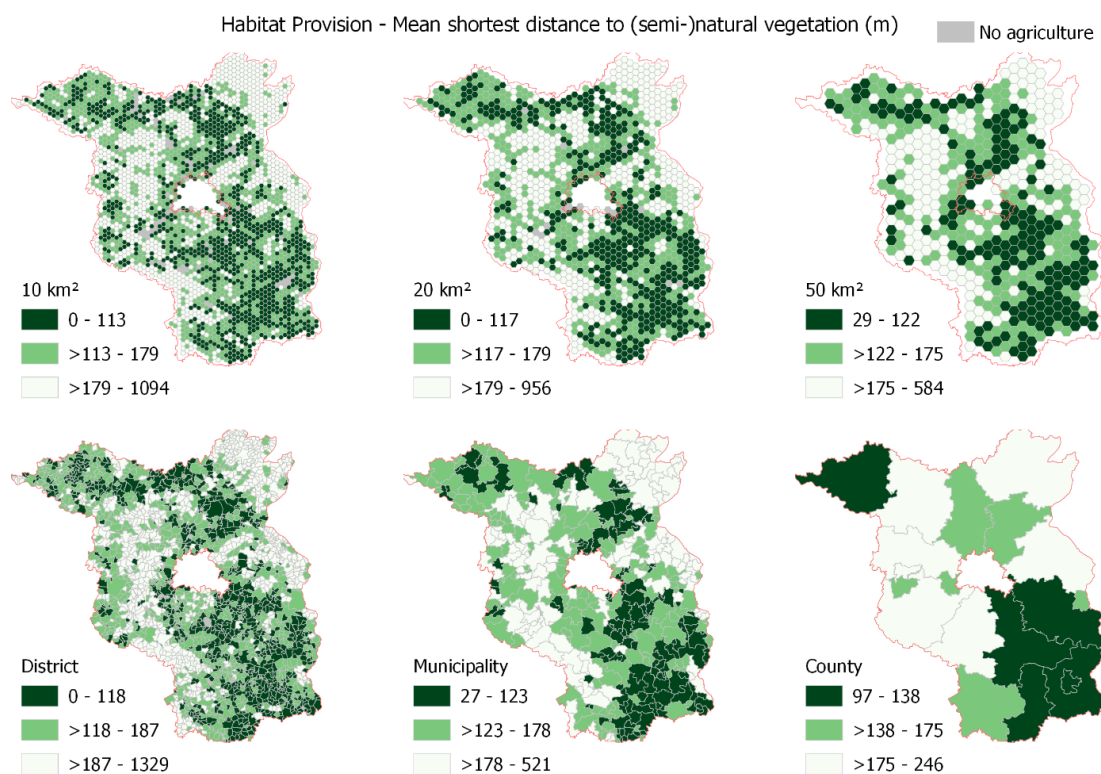 Habitat Provision - Mean shortest distance to (semi-)natural vegetation (m)
No agriculture
10 km²
0 - 113
>113 - 179
>179 - 1094
20 km²
0 - 117
>117 - 179
>179 - 956
50 km²
29 - 122
>122 - 175
>175 - 584
District
0 - 118
>118 - 187
>187 - 1329
Municipality
27 - 123
>123 - 178
>178 - 521
County
97 - 138
>138 - 175
>175 - 246